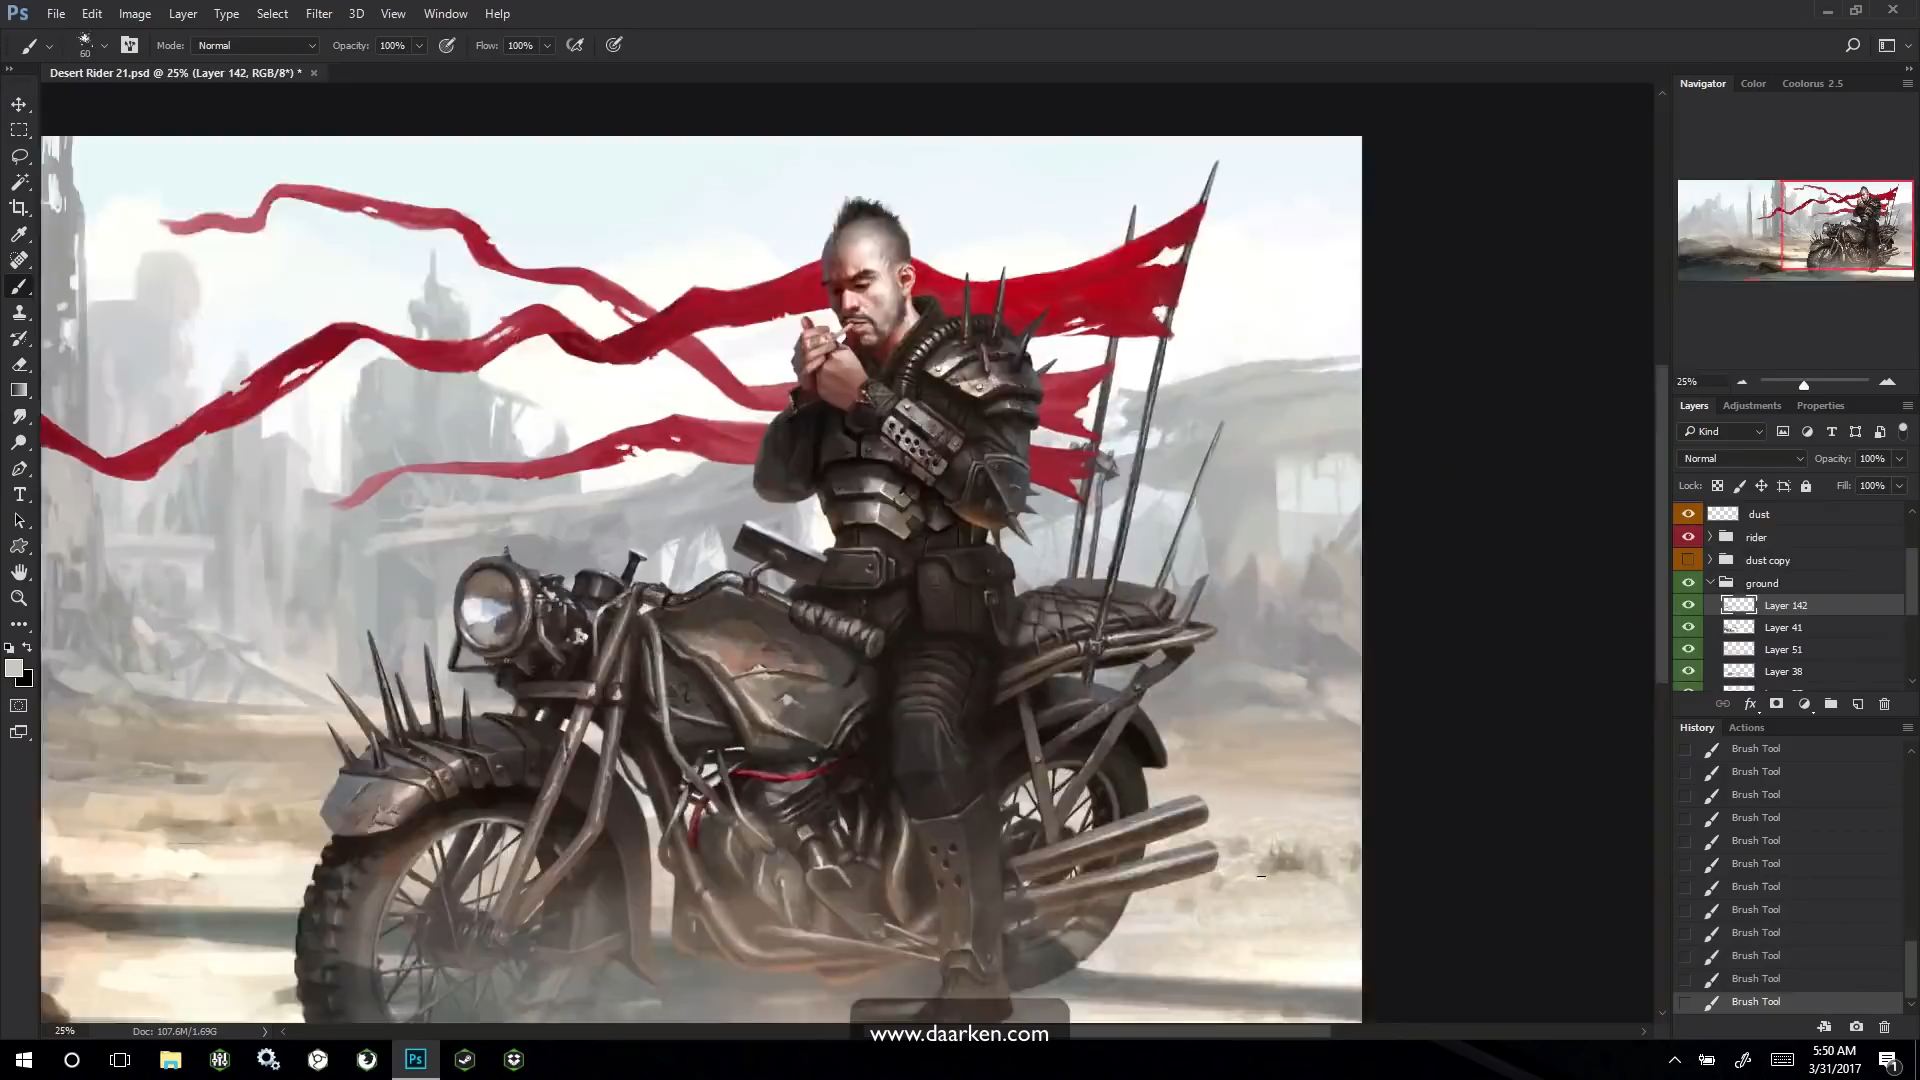 Ps File Edit Image Layer Type Select Filter 3D View Window Help
60 Mode: Normal Opacity: 100% Flow: 100%
Desert Rider 21.psd @ 25% (Layer 142, RGB/8*) * ×
Navigator Color Coolorus 2.5
25%
Layers Adjustments Properties
Kind
Normal Opacity: 100%
Lock: Fill: 100%
dust
rider
dust copy
ground
Layer 142
Layer 41
Layer 51
Layer 38
fx
History Actions
Brush Tool
Brush Tool
Brush Tool
Brush Tool
Brush Tool
Brush Tool
Brush Tool
Brush Tool
Brush Tool
Brush Tool
Brush Tool
Brush Tool
25% Doc: 107.6M/1.69G
www.daarken.com
Ps
5:50 AM
3/31/2017
1